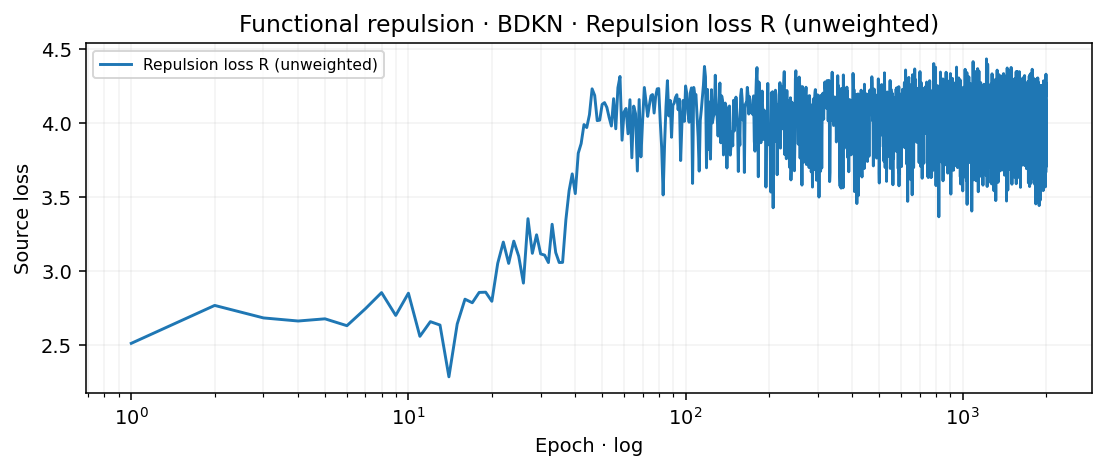 Functional repulsion · BDKN · Repulsion loss R (unweighted)
Repulsion loss R (unweighted)
Source loss
4.5
4.0
3.5
3.0
2.5
10⁰
10¹
10²
10³
Epoch · log